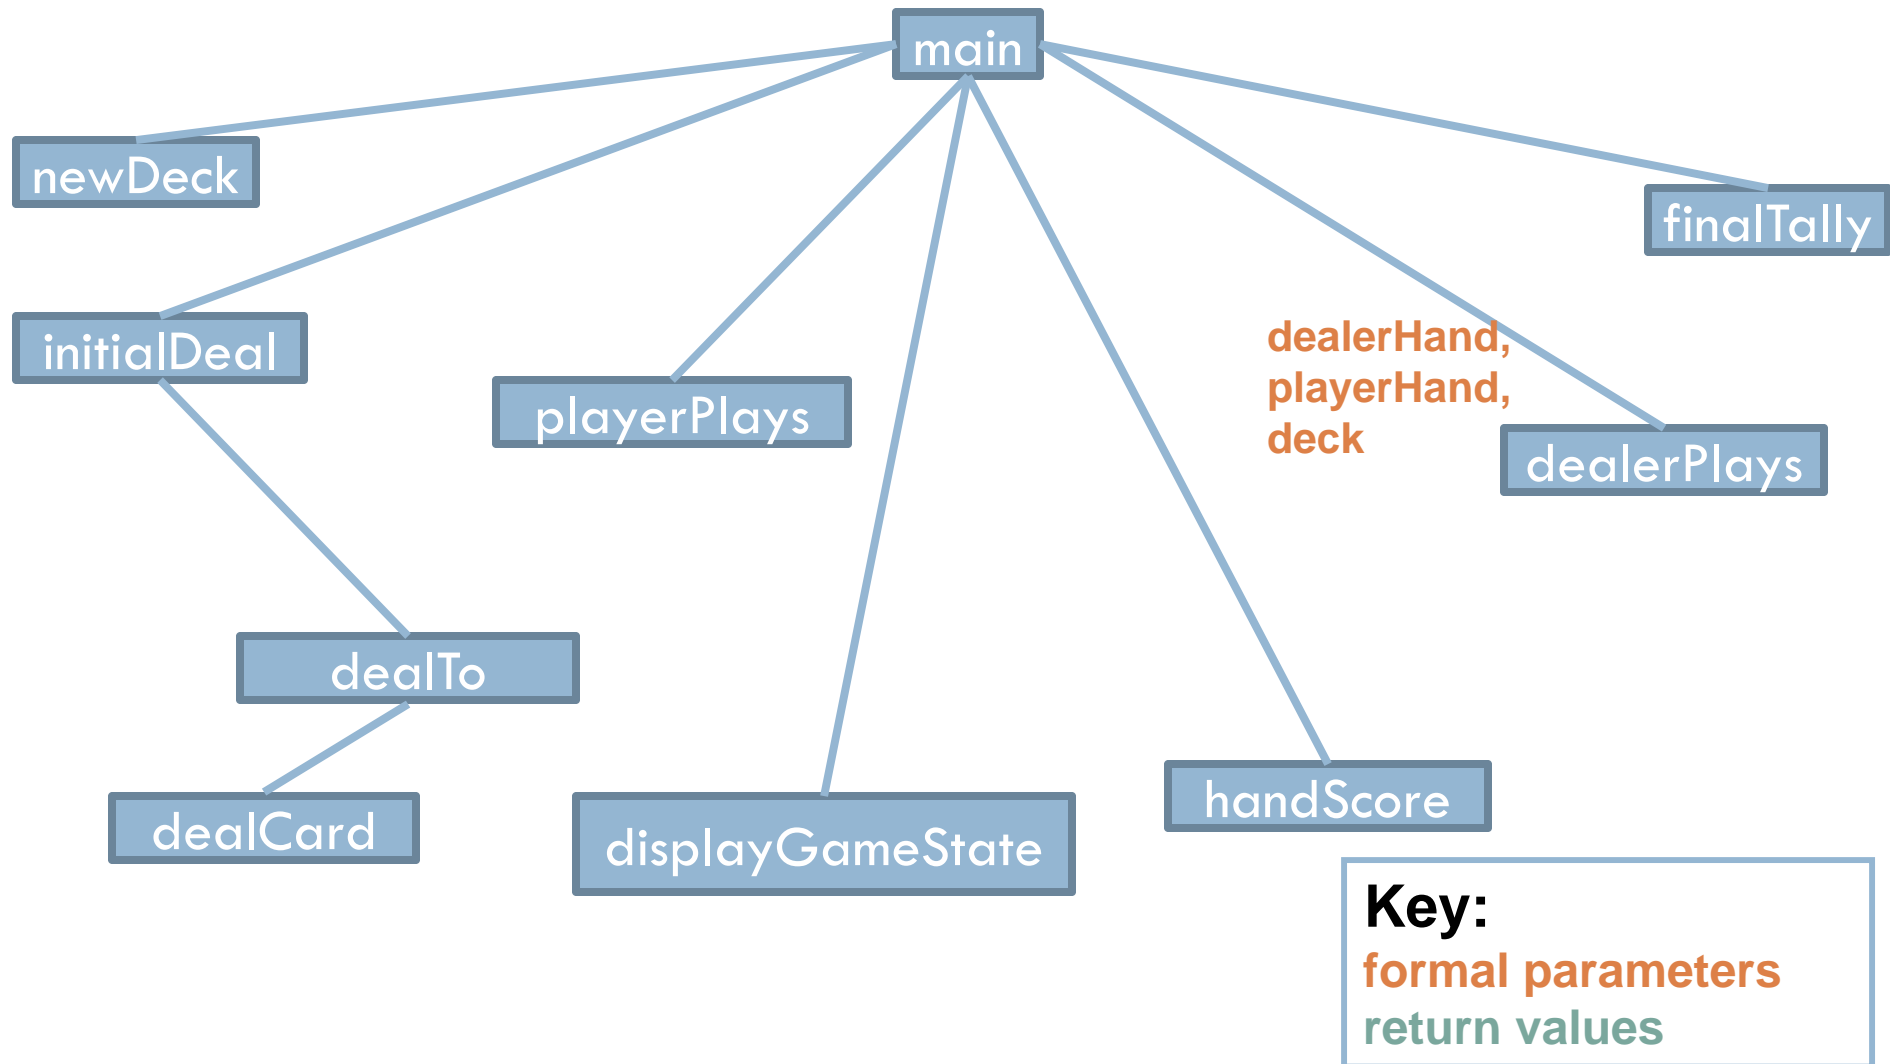 main
newDeck
finalTally
initialDeal
dealerHand,
playerHand,
deck
playerPlays
dealerPlays
dealTo
dealCard
displayGameState
handScore
Key:
formal parameters
return values